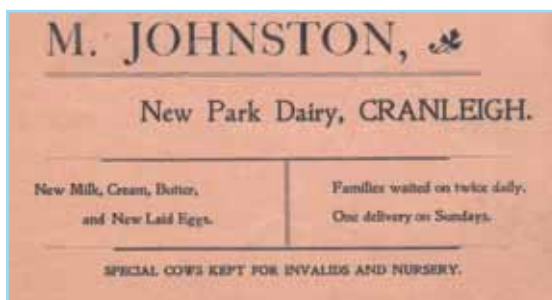 M. JOHNSTON,
New Park Dairy, CRANLEIGH.
New Milk, Cream, Butter,
and New Laid Eggs.
Families waited on twice daily.
One delivery on Sundays.
SPECIAL COWS KEPT FOR INVALIDS AND NURSERY.